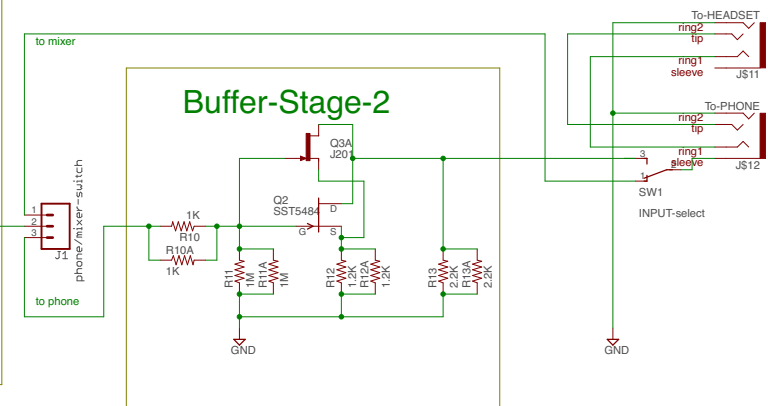 To-HEADSET
ring2
tip
to mixer
ring1
sleeve
J$11
Buffer-Stage-2
To-PHONE
ring2
tip
Q3A
J201
ring1
3
2
sleeve
J$12
1
SW1
phone/mixer-switch
Q2
SST5484
D
G
S
INPUT-select
1
2
3
J1
1K
R10
R10A
1K
R11
1M
R11A
1M
R12
1.2K
R12A
1.2K
R13
2.2K
R13A
2.2K
to phone
GND
GND